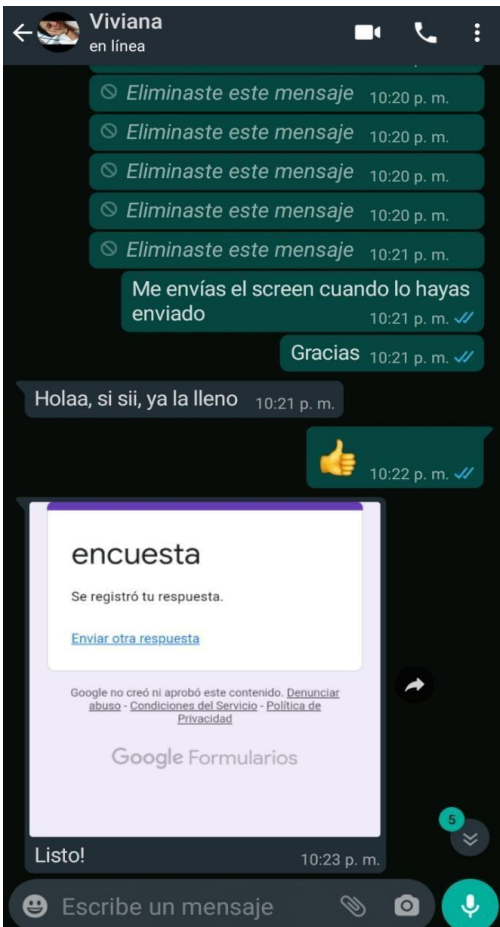 Viviana
en línea
Eliminaste este mensaje 10:20 p. m.
Eliminaste este mensaje 10:20 p. m.
Eliminaste este mensaje 10:20 p. m.
Eliminaste este mensaje 10:20 p. m.
Eliminaste este mensaje 10:21 p. m.
Me envías el screen cuando lo hayas
enviado 10:21 p. m.
Gracias 10:21 p. m.
Holaa, si sii, ya la lleno 10:21 p. m.
10:22 p. m.
encuesta
Se registró tu respuesta.
Enviar otra respuesta
Google no creó ni aprobó este contenido. Denunciar
abuso - Condiciones del Servicio - Política de
Privacidad
Google Formularios
5
Listo! 10:23 p. m.
Escribe un mensaje